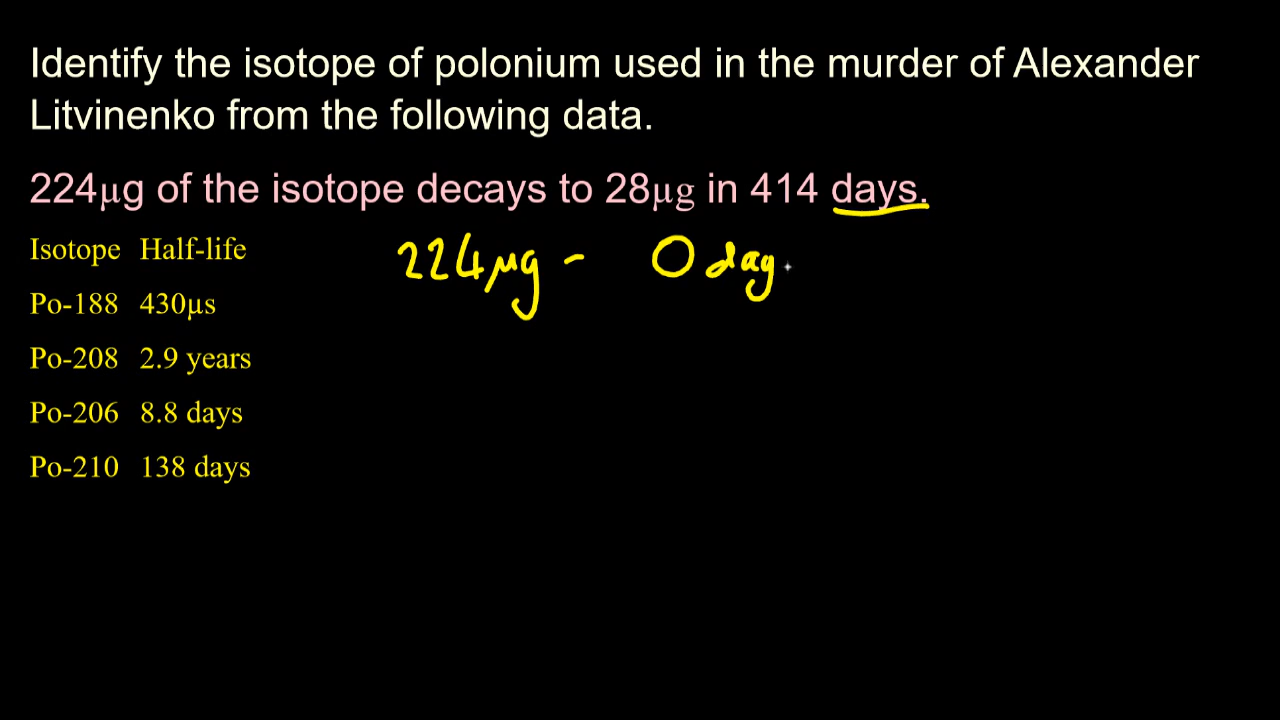 Identify the isotope of polonium used in the murder of Alexander
Litvinenko from the following data.
224µg of the isotope decays to 28µg in 414 days.
Isotope Half-life
224µg - 0 day
Po-188 430µs
Po-208 2.9 years
Po-206 8.8 days
Po-210 138 days